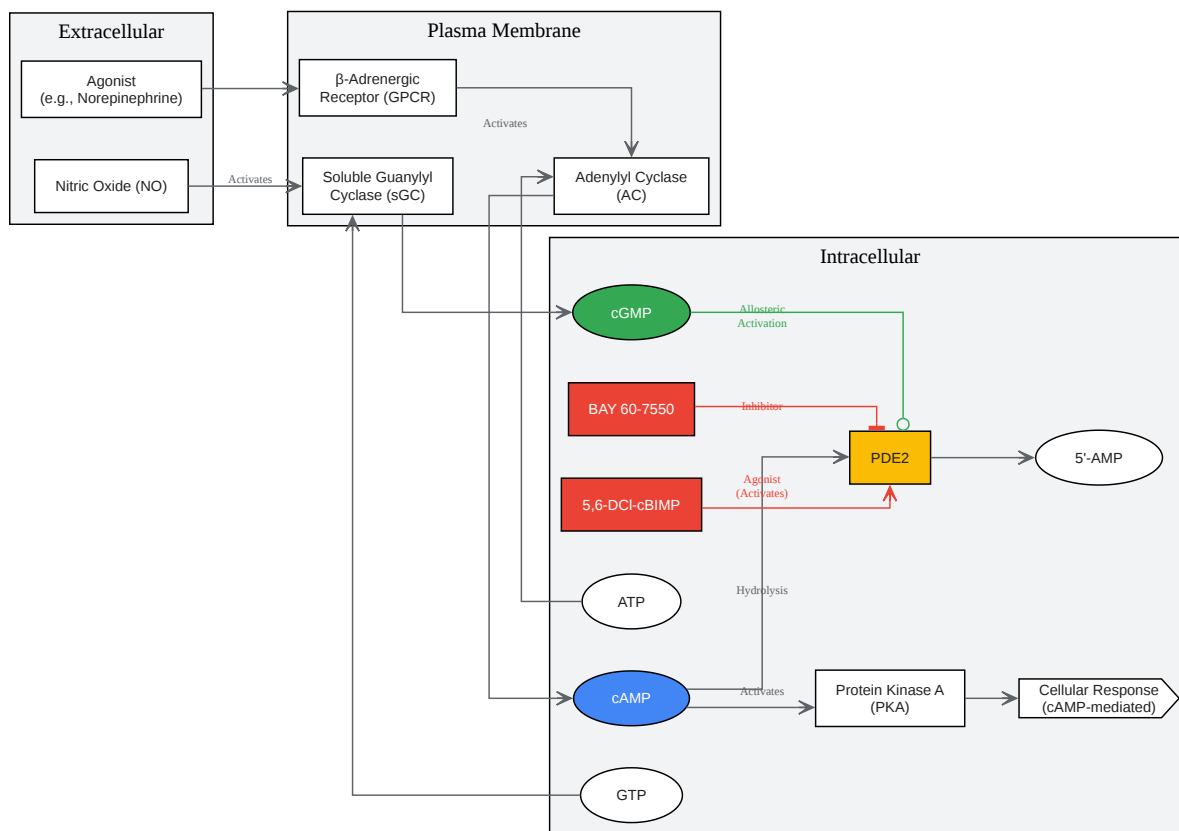 Extracellular
Agonist
(e.g., Norepinephrine)
Nitric Oxide (NO)
Activates
Plasma Membrane
β-Adrenergic
Receptor (GPCR)
Activates
Soluble Guanylyl
Cyclase (sGC)
Adenylyl Cyclase
(AC)
Intracellular
cGMP
Allosteric
Activation
BAY 60-7550
Inhibitor
PDE2
5'-AMP
5,6-DCl-cBIMP
Agonist
(Activates)
ATP
Hydrolysis
cAMP
Activates
Protein Kinase A
(PKA)
Cellular Response
(cAMP-mediated)
GTP